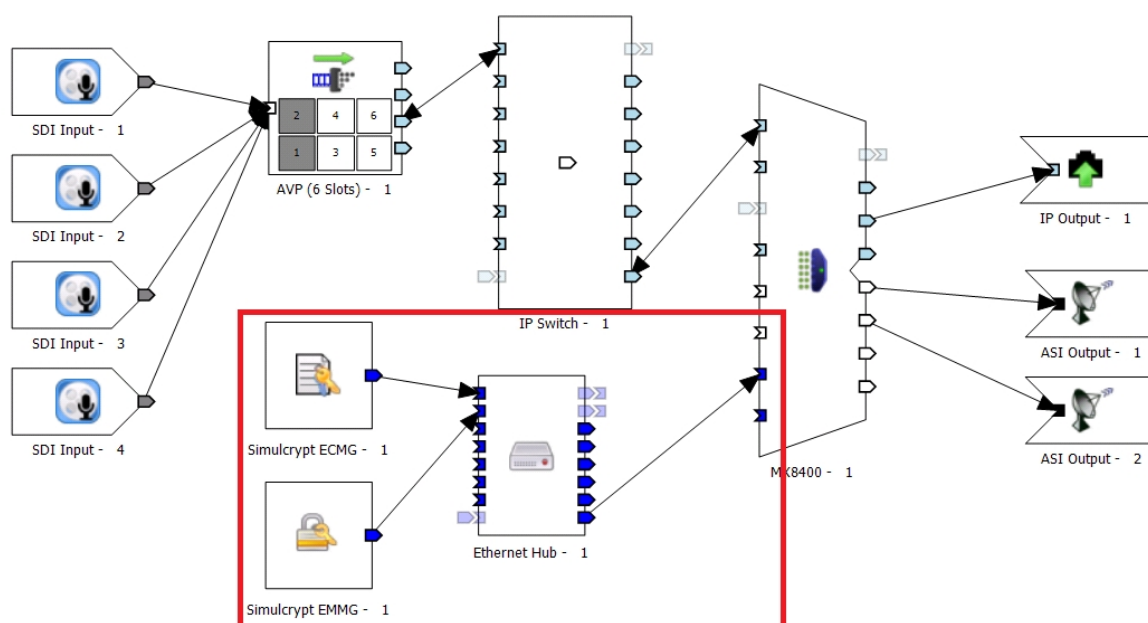 SDI Input - 1
SDI Input - 2
SDI Input - 3
SDI Input - 4
2 4 6
1 3 5
AVP (6 Slots) - 1
IP Switch - 1
Simulcrypt ECMG - 1
Simulcrypt EMMG - 1
Ethernet Hub - 1
MX8400 - 1
IP Output - 1
ASI Output - 1
ASI Output - 2